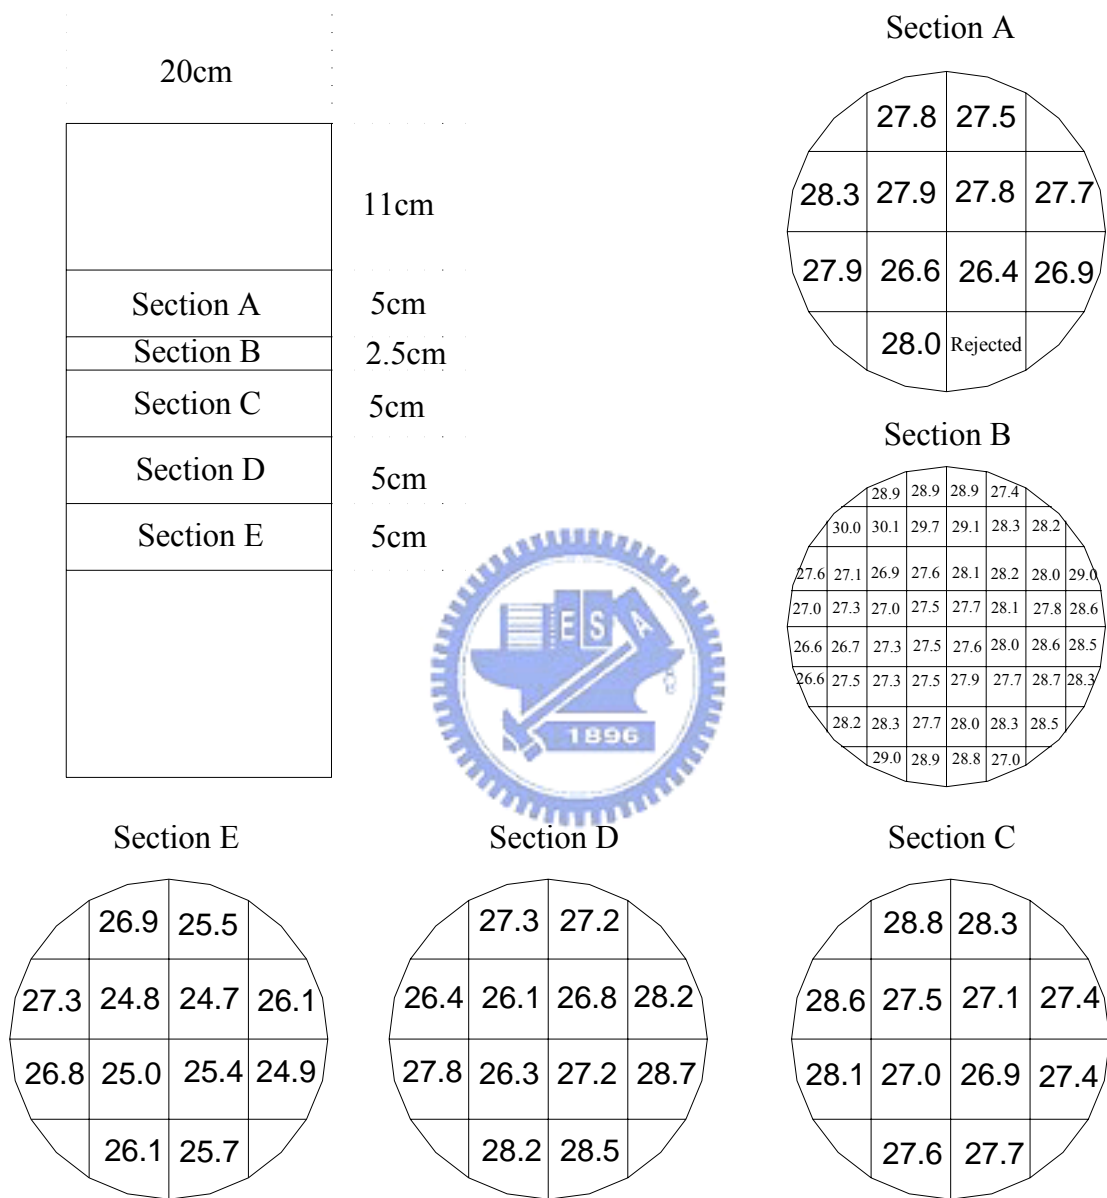 20cm
11cm
Section A
5cm
Section B
2.5cm
Section C
5cm
Section D
5cm
Section E
5cm
Section A
27.8 27.5
28.3 27.9 27.8 27.7
27.9 26.6 26.4 26.9
28.0 Rejected
Section B
28.9 28.9 28.9 27.4
30.0 30.1 29.7 29.1 28.3 28.2
27.6 27.1 26.9 27.6 28.1 28.2 28.0 29.0
27.0 27.3 27.0 27.5 27.7 28.1 27.8 28.6
26.6 26.7 27.3 27.5 27.6 28.0 28.6 28.5
26.6 27.5 27.3 27.5 27.9 27.7 28.7 28.3
28.2 28.3 27.7 28.0 28.3 28.5
29.0 28.9 28.8 27.0
E S A
1896
Section E
26.9 25.5
27.3 24.8 24.7 26.1
26.8 25.0 25.4 24.9
26.1 25.7
Section D
27.3 27.2
26.4 26.1 26.8 28.2
27.8 26.3 27.2 28.7
28.2 28.5
Section C
28.8 28.3
28.6 27.5 27.1 27.4
28.1 27.0 26.9 27.4
27.6 27.7